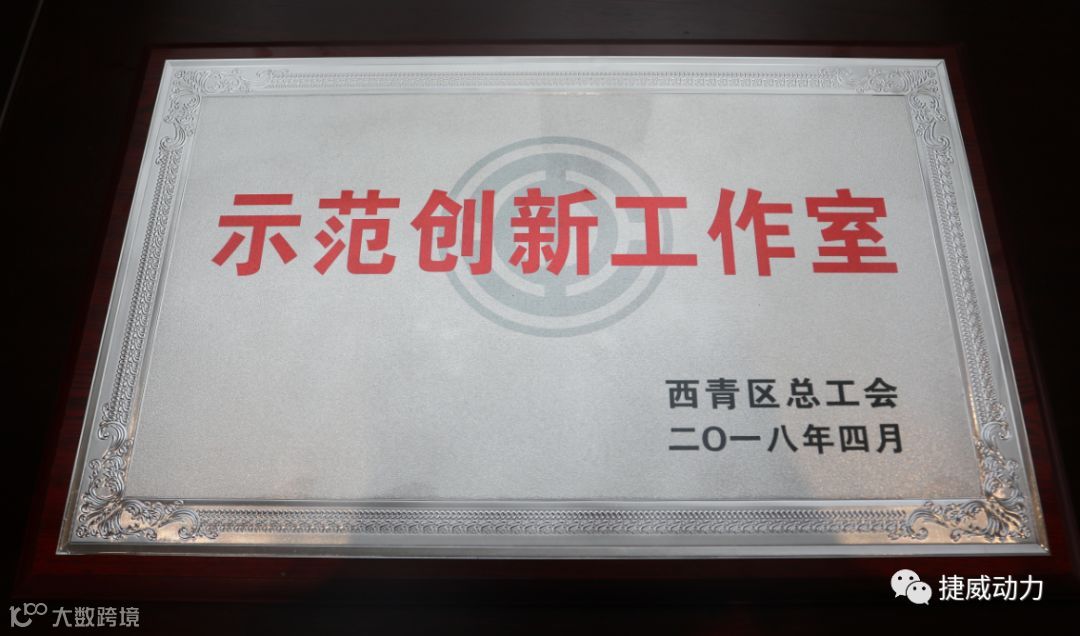 示范创新工作室
西青区总工会
二〇一八年四月
捷威动力
大数跨境